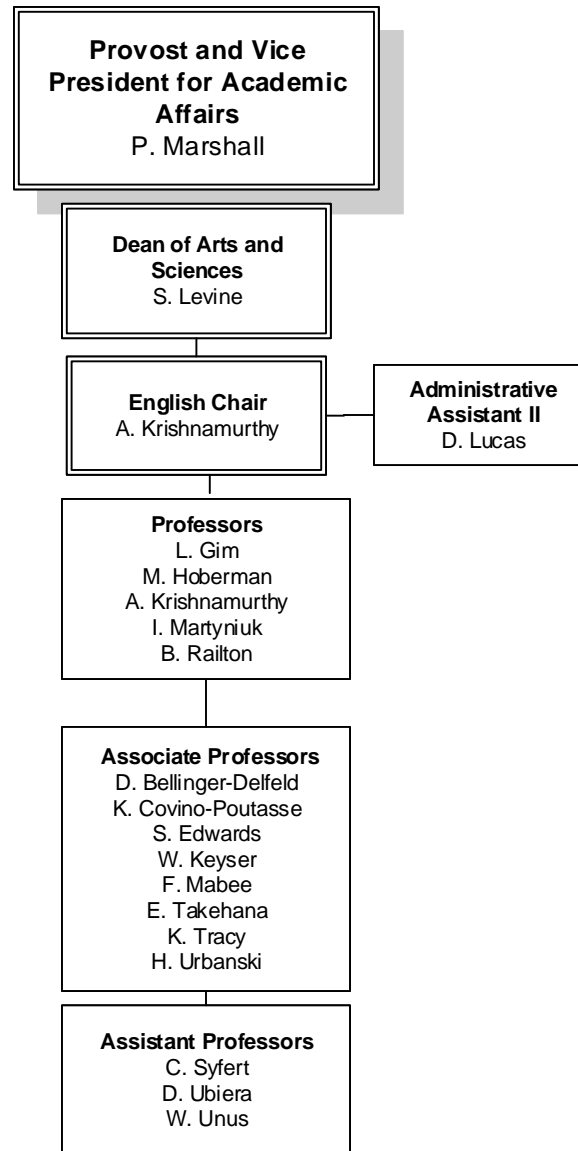 Provost and Vice
President for Academic
Affairs
P. Marshall
Dean of Arts and
Sciences
S. Levine
English Chair
A. Krishnamurthy
Administrative
Assistant II
D. Lucas
Professors
L. Gim
M. Hoberman
A. Krishnamurthy
I. Martyniuk
B. Railton
Associate Professors
D. Bellinger-Delfeld
K. Covino-Poutasse
S. Edwards
W. Keyser
F. Mabee
E. Takehana
K. Tracy
H. Urbanski
Assistant Professors
C. Syfert
D. Ubiera
W. Unus